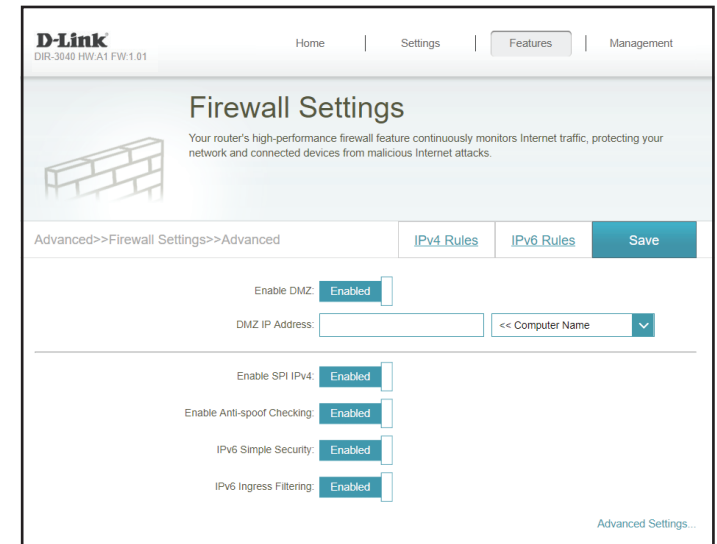 D-Link
DIR-3040 HW:A1 FW:1.01
Home | Settings | Features Management
Firewall Settings
Your router's high-performance firewall feature continuously monitors Internet traffic, protecting your
network and connected devices from malicious Internet attacks.
Advanced>>Firewall Settings>>Advanced IPv4 Rules IPv6 Rules Save
Enable DMZ: Enabled
DMZ IP Address: << Computer Name
Enable SPI IPv4: Enabled
Enable Anti-spoof Checking: Enabled
IPv6 Simple Security: Enabled
IPv6 Ingress Filtering: Enabled
Advanced Settings...